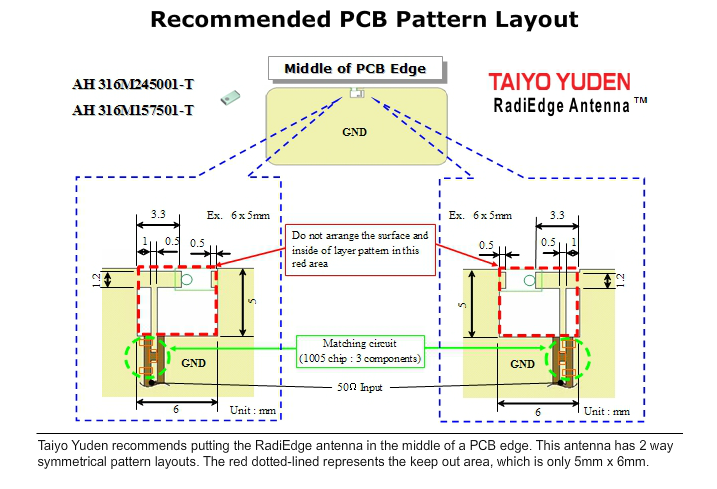 Recommended PCB Pattern Layout
Middle of PCB Edge
AH 316M245001-T
AH 316M157501-T
TAIYO YUDEN
RadiEdge Antenna™
GND
3.3
Ex. 6 x 5mm
1
0.5
0.5
1.2
5
Do not arrange the surface and
inside of layer pattern in this
red area
Ex. 6 x 5mm
3.3
0.5
0.5
1
1.2
5
Matching circuit
(1005 chip : 3 components)
GND
GND
50Ω Input
6
Unit : mm
6
Unit : mm
Taiyo Yuden recommends putting the RadiEdge antenna in the middle of a PCB edge. This antenna has 2 way
symmetrical pattern layouts. The red dotted-lined represents the keep out area, which is only 5mm x 6mm.